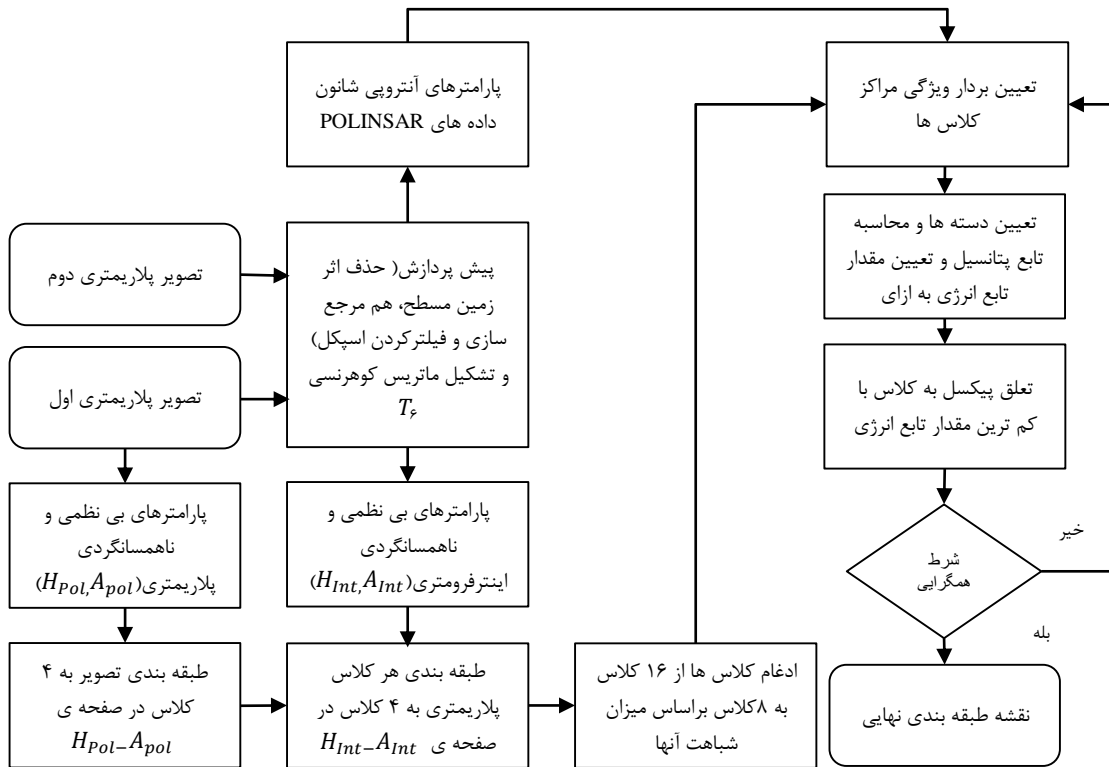 پارامترهای آنتروپی شانون
داده های POLINSAR
تعیین بردار ویژگی مراکز
کلاس ها
تصویر پلاریمتری دوم
تصویر پلاریمتری اول
پیش پردازش( حذف اثر
زمین مسطح، هم مرجع
سازی و فیلترکردن اسپکل)
و تشکیل ماتریس کوهرنسی
T₆
تعیین دسته ها و محاسبه
تابع پتانسیل و تعیین مقدار
تابع انرژی به ازای
تعلق پیکسل به کلاس با
کم ترین مقدار تابع انرژی
پارامترهای بی نظمی و
ناهمسانگردی
پلاریمتری(H_Pol,A_pol)
پارامترهای بی نظمی و
ناهمسانگردی
اینترفرومتری(H_Int,A_Int)
شرط
همگرایی
خیر
بله
طبقه بندی تصویر به ۴
کلاس در صفحه ی
H_Pol−A_pol
طبقه بندی هر کلاس
پلاریمتری به ۴ کلاس در
صفحه ی H_Int−A_Int
ادغام کلاس ها از ۱۶ کلاس
به ۸کلاس براساس میزان
شباهت آنها
نقشه طبقه بندی نهایی